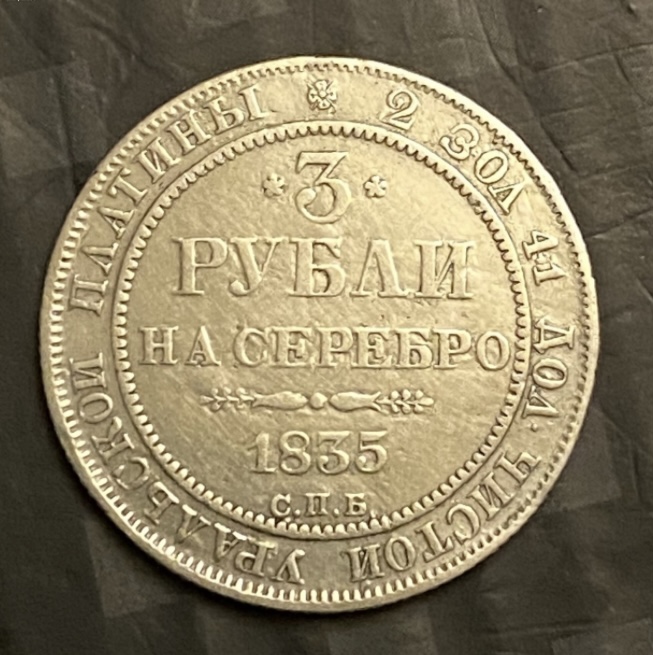 2 ЗОЛ 41 ДОЛ. ЧИСТОЙ УРАЛЬСКОЙ ПЛАТИНЫ
3
РУБЛИ
НА СЕРЕБРО
1835
С.П.Б.